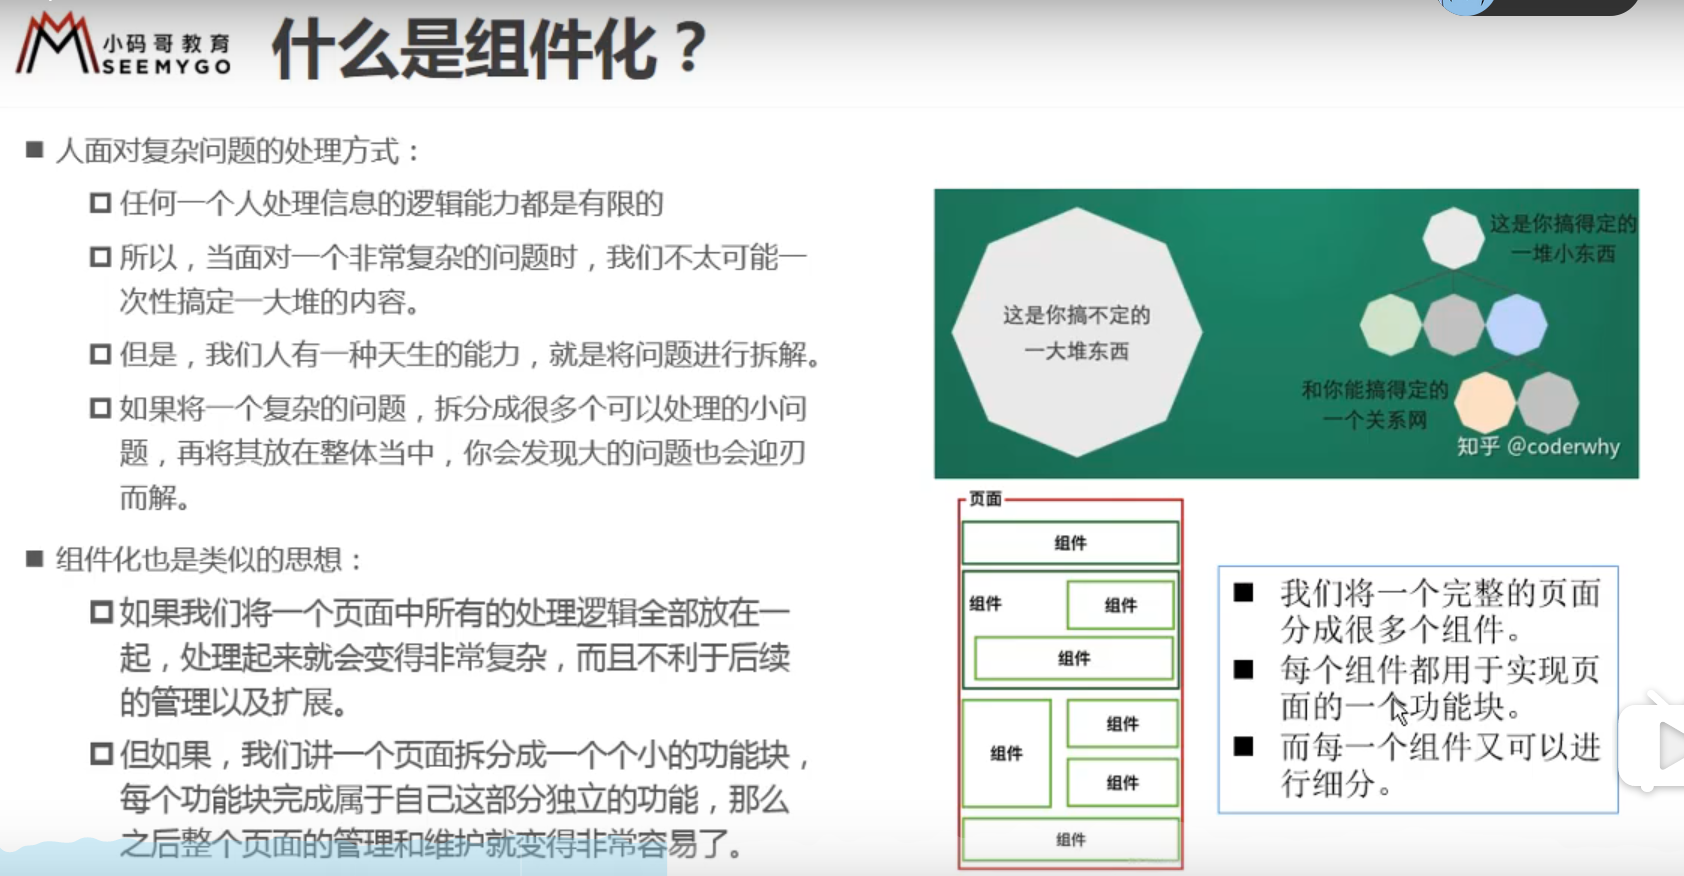 小码哥教育
SEEMYGO
什么是组件化？
人面对复杂问题的处理方式：
任何一个人处理信息的逻辑能力都是有限的
所以，当面对一个非常复杂的问题时，我们不太可能一
次性搞定一大堆的内容。
但是，我们人有一种天生的能力，就是将问题进行拆解。
如果将一个复杂的问题，拆分成很多个可以处理的小问
题，再将其放在整体当中，你会发现大的问题也会迎刃
而解。
组件化也是类似的思想：
如果我们将一个页面中所有的处理逻辑全部放在一
起，处理起来就会变得非常复杂，而且不利于后续
的管理以及扩展。
但如果，我们讲一个页面拆分成一个个小的功能块，
每个功能块完成属于自己这部分独立的功能，那么
之后整个页面的管理和维护就变得非常容易了。
这是你搞不定的
一大堆东西
这是你搞得定的
一堆小东西
和你能搞得定的
一个关系网
知乎 @coderwhy
页面
组件
组件
组件
组件
组件
组件
组件
组件
我们将一个完整的页面
分成很多个组件。
每个组件都用于实现页
面的一个功能块。
而每一个组件又可以进
行细分。